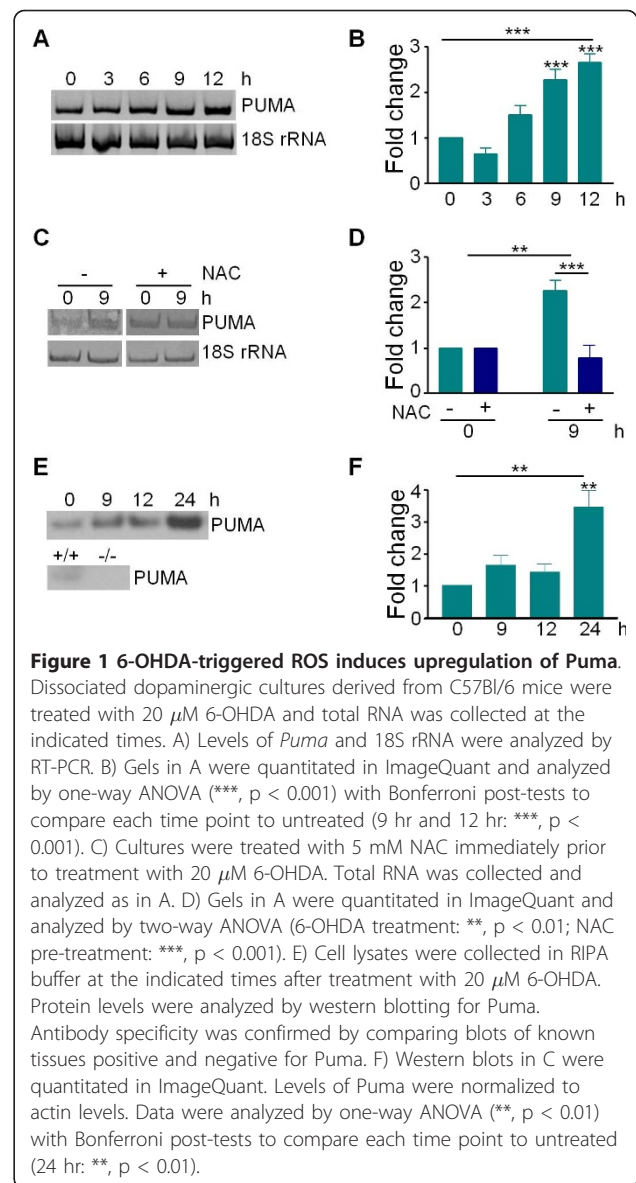 A
0 3 6 9 12 h
PUMA
18S rRNA
B
***
*** ***
Fold change
3
2
1
0
0 3 6 9 12 h
C
- + NAC
0 9 0 9 h
PUMA
18S rRNA
D
**
***
Fold change
3
2
1
0
NAC - + - +
0 9 h
E
0 9 12 24 h
PUMA
+/+ -/-
PUMA
F
**
**
Fold change
4
3
2
1
0
0 9 12 24 h
Figure 1 6-OHDA-triggered ROS induces upregulation of Puma.
Dissociated dopaminergic cultures derived from C57Bl/6 mice were
treated with 20 μM 6-OHDA and total RNA was collected at the
indicated times. A) Levels of Puma and 18S rRNA were analyzed by
RT-PCR. B) Gels in A were quantitated in ImageQuant and analyzed
by one-way ANOVA (***, p < 0.001) with Bonferroni post-tests to
compare each time point to untreated (9 hr and 12 hr: ***, p <
0.001). C) Cultures were treated with 5 mM NAC immediately prior
to treatment with 20 μM 6-OHDA. Total RNA was collected and
analyzed as in A. D) Gels in A were quantitated in ImageQuant and
analyzed by two-way ANOVA (6-OHDA treatment: **, p < 0.01; NAC
pre-treatment: ***, p < 0.001). E) Cell lysates were collected in RIPA
buffer at the indicated times after treatment with 20 μM 6-OHDA.
Protein levels were analyzed by western blotting for Puma.
Antibody specificity was confirmed by comparing blots of known
tissues positive and negative for Puma. F) Western blots in C were
quantitated in ImageQuant. Levels of Puma were normalized to
actin levels. Data were analyzed by one-way ANOVA (**, p < 0.01)
with Bonferroni post-tests to compare each time point to untreated
(24 hr: **, p < 0.01).